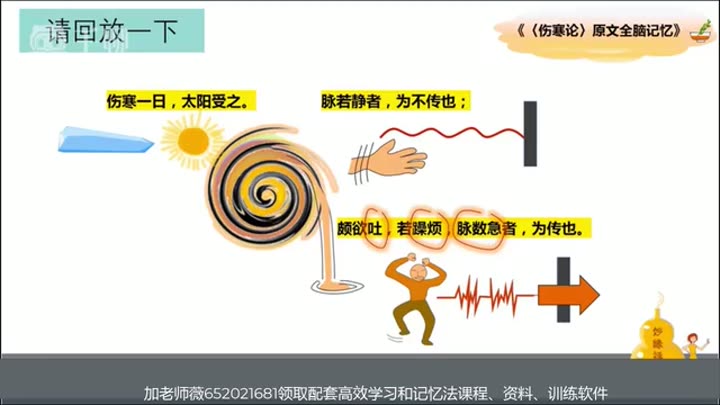 请回放一下
《〈伤寒论〉原文全脑记忆》
伤寒一日，太阳受之。
脉若静者，为不传也；
颇欲吐，若躁烦，脉数急者，为传也。
加老师薇652021681领取配套高效学习和记忆法课程、资料、训练软件